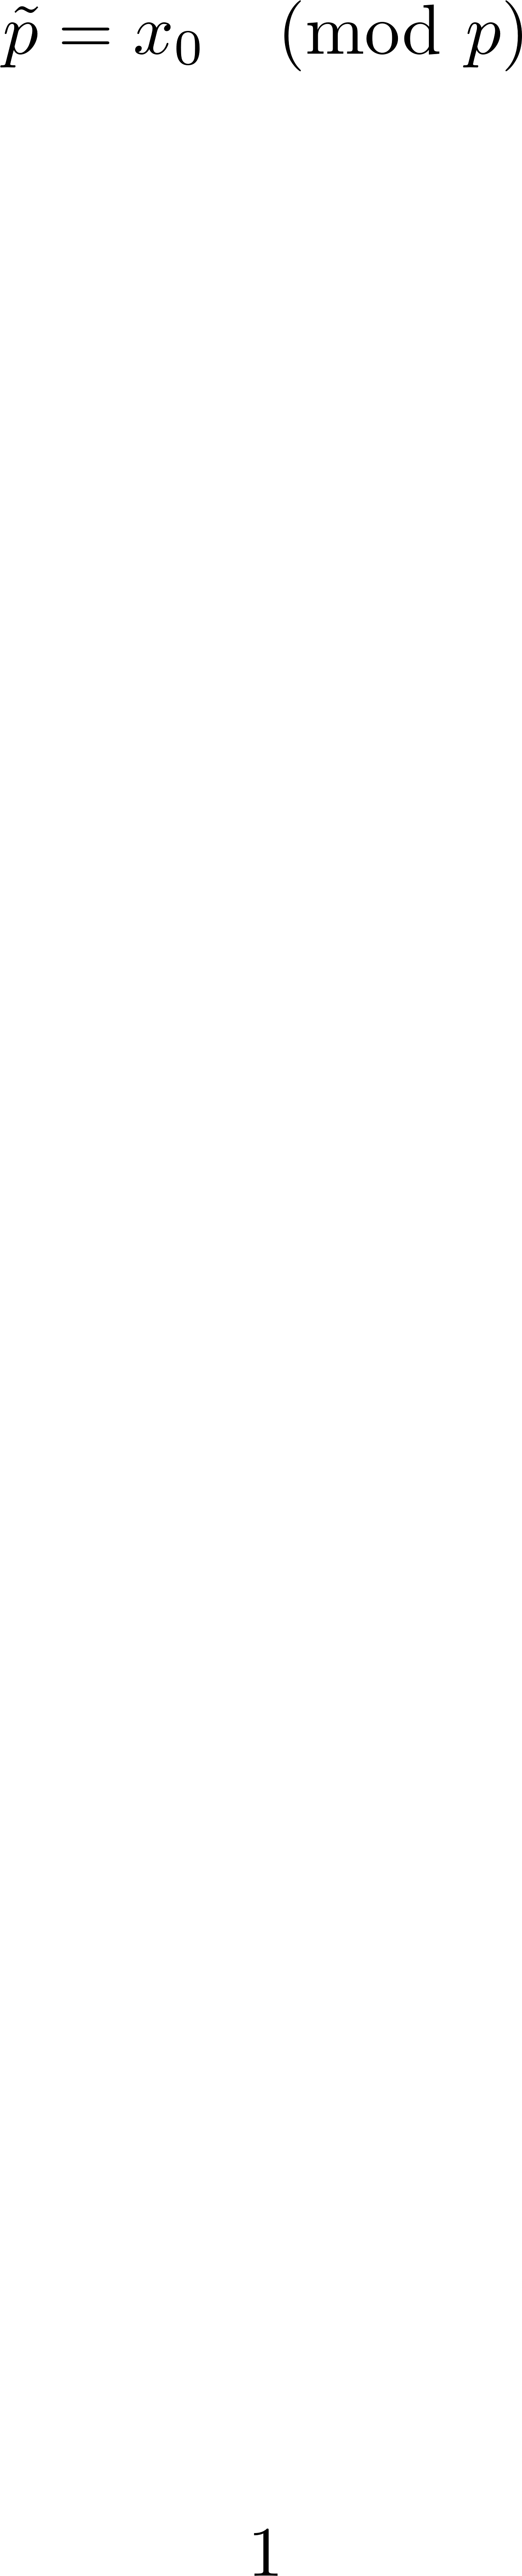 p̃ = x₀ (mod p)
1